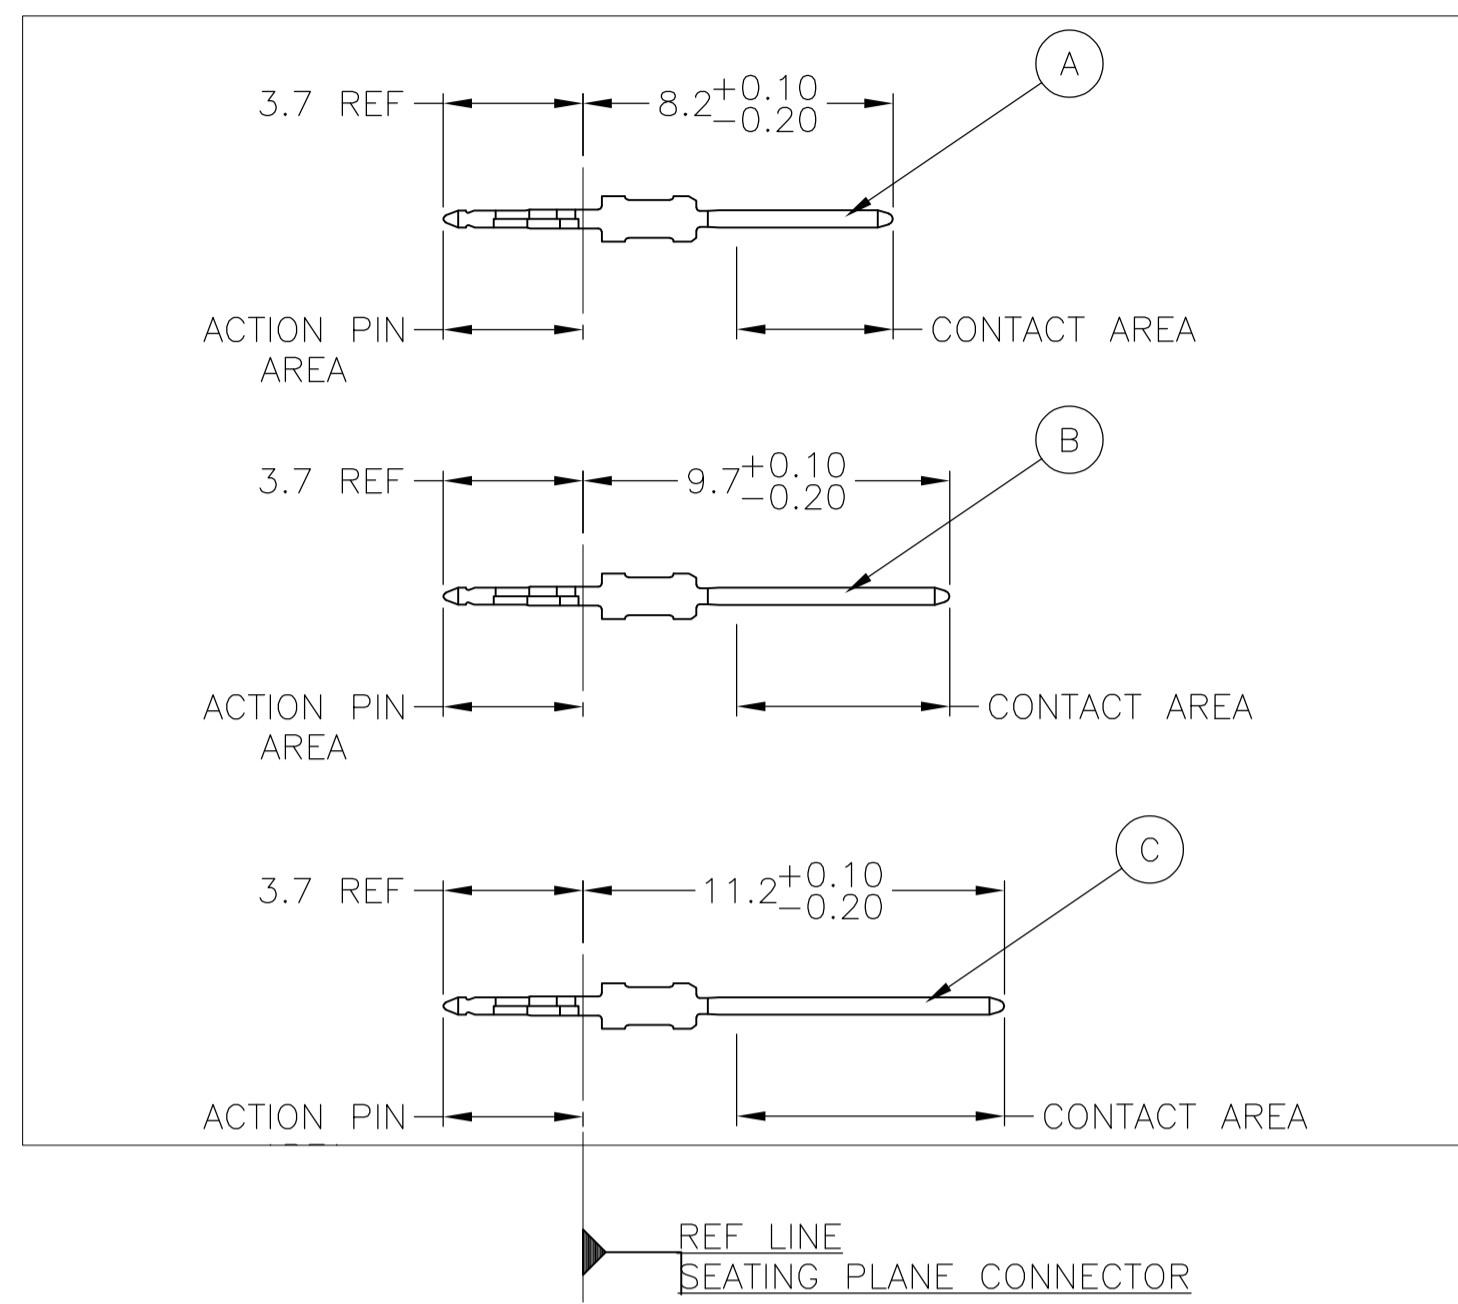 A
3.7 REF 8.2 +0.10 -0.20
ACTION PIN AREA
CONTACT AREA
B
3.7 REF 9.7 +0.10 -0.20
ACTION PIN AREA
CONTACT AREA
C
3.7 REF 11.2 +0.10 -0.20
ACTION PIN
CONTACT AREA
REF LINE
SEATING PLANE CONNECTOR